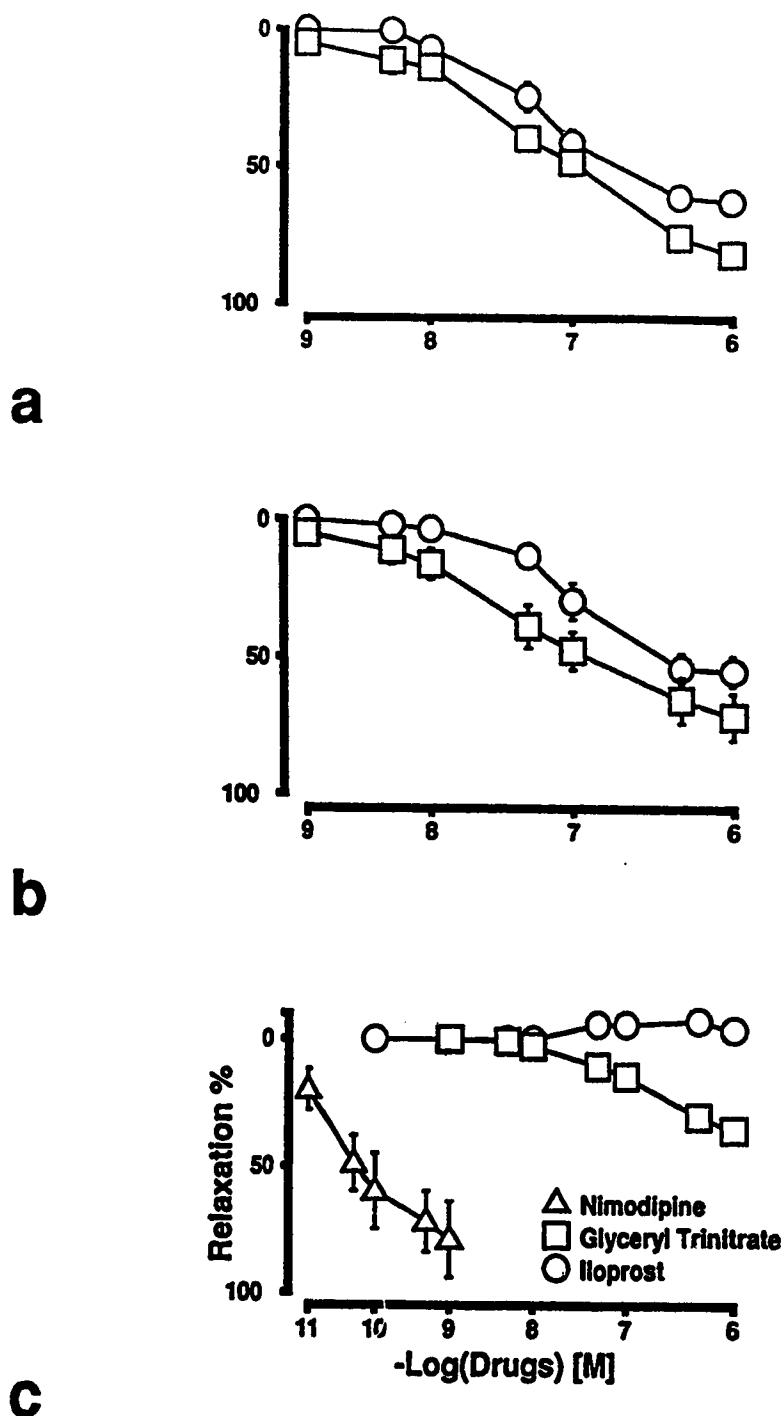 0
50
100
9 8 7 6
a
0
50
100
9 8 7 6
b
0
50
100
Relaxation %
Nimodipine
Glyceryl Trinitrate
Iloprost
11 10 9 8 7 6
-Log(Drugs) [M]
c